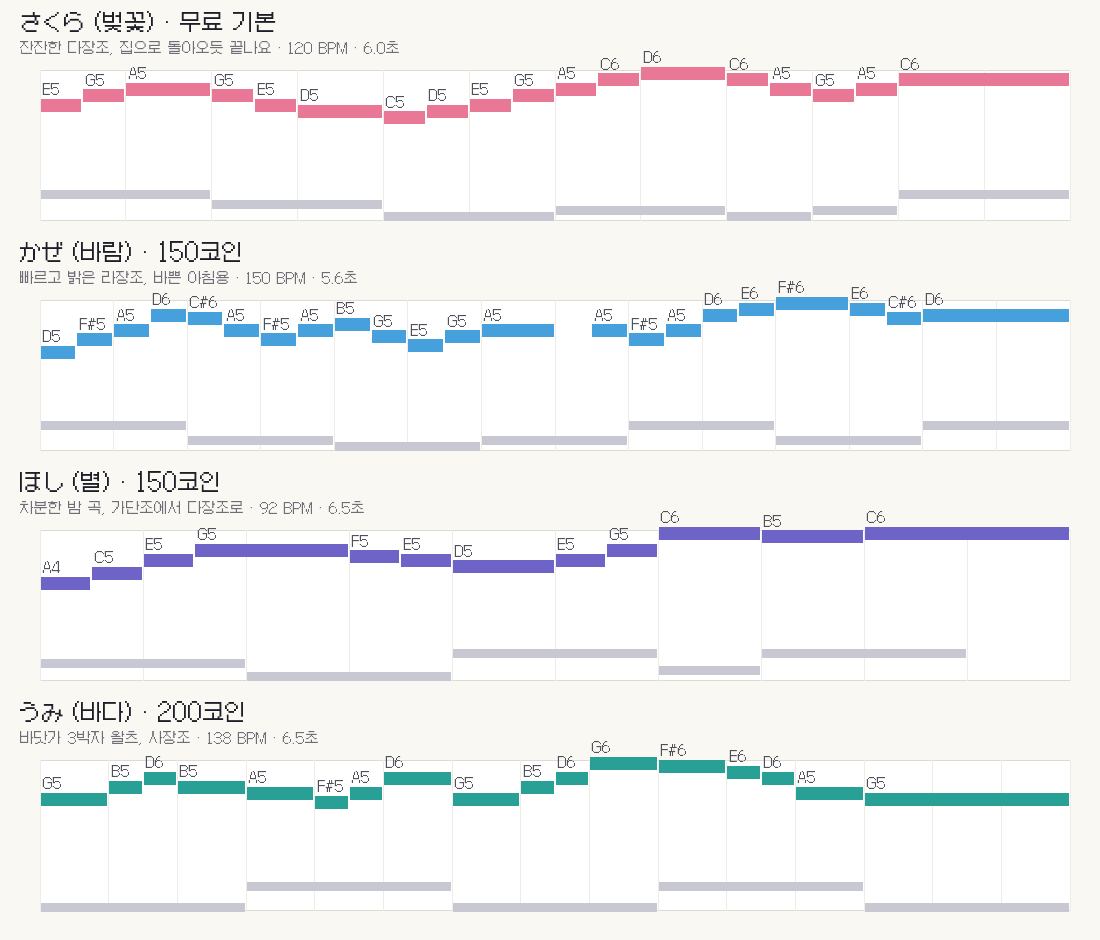 さくら (벚꽃) · 무료 기본
잔잔한 다장조, 집으로 돌아오듯 끝나요 · 120 BPM · 6.0초
E5 G5 A5 G5 E5 D5 C5 D5 E5 G5 A5 C6 D6 C6 A5 G5 A5 C6
かぜ (바람) · 150코인
빠르고 밝은 라장조, 바쁜 아침용 · 150 BPM · 5.6초
D5 F#5 A5 D6 C#6 A5 F#5 A5 B5 G5 E5 G5 A5 A5 F#5 A5 D6 E6 F#6 E6 C#6 D6
ほし (별) · 150코인
차분한 밤 곡, 가단조에서 다장조로 · 92 BPM · 6.5초
A4 C5 E5 G5 F5 E5 D5 E5 G5 C6 B5 C6
うみ (바다) · 200코인
바닷가 3박자 왈츠, 사장조 · 138 BPM · 6.5초
G5 B5 D6 B5 A5 F#5 A5 D6 G5 B5 D6 G6 F#6 E6 D6 A5 G5